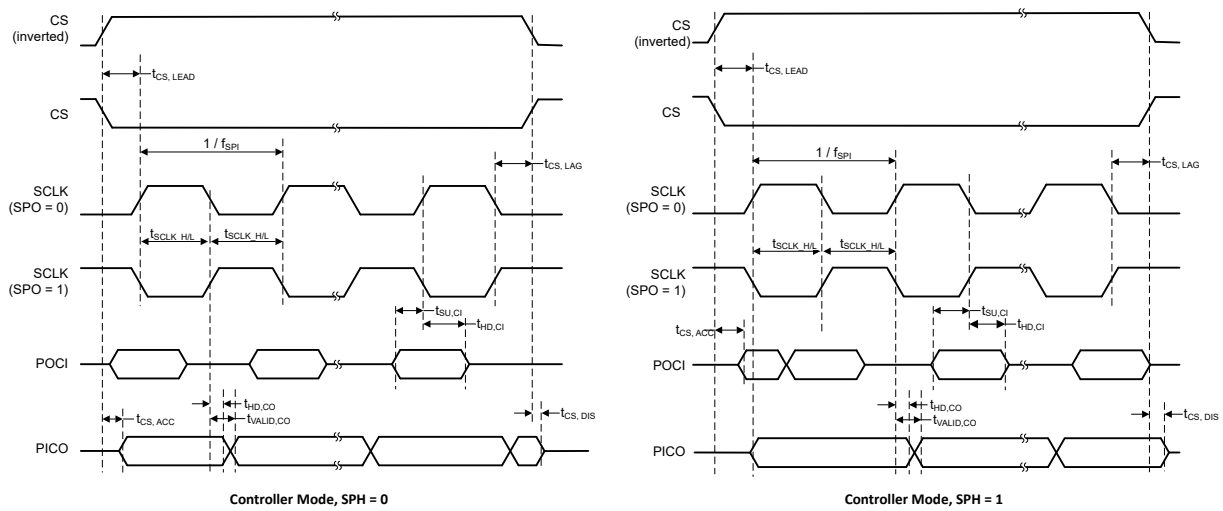 CS
(inverted)
tCS, LEAD
CS
1 / fSPI
tCS, LAG
SCLK
(SPO = 0)
tSCLK_H/L
tSCLK_H/L
SCLK
(SPO = 1)
tSU,CI
tHD,CI
POCI
tHD,CO
tCS, ACC
tVALID,CO
tCS, DIS
PICO
Controller Mode, SPH = 0
CS
(inverted)
tCS, LEAD
CS
1 / fSPI
tCS, LAG
SCLK
(SPO = 0)
tSCLK_H/L
tSCLK_H/L
SCLK
(SPO = 1)
tSU,CI
tHD,CI
tCS, ACC
POCI
tHD,CO
tVALID,CO
tCS, DIS
PICO
Controller Mode, SPH = 1